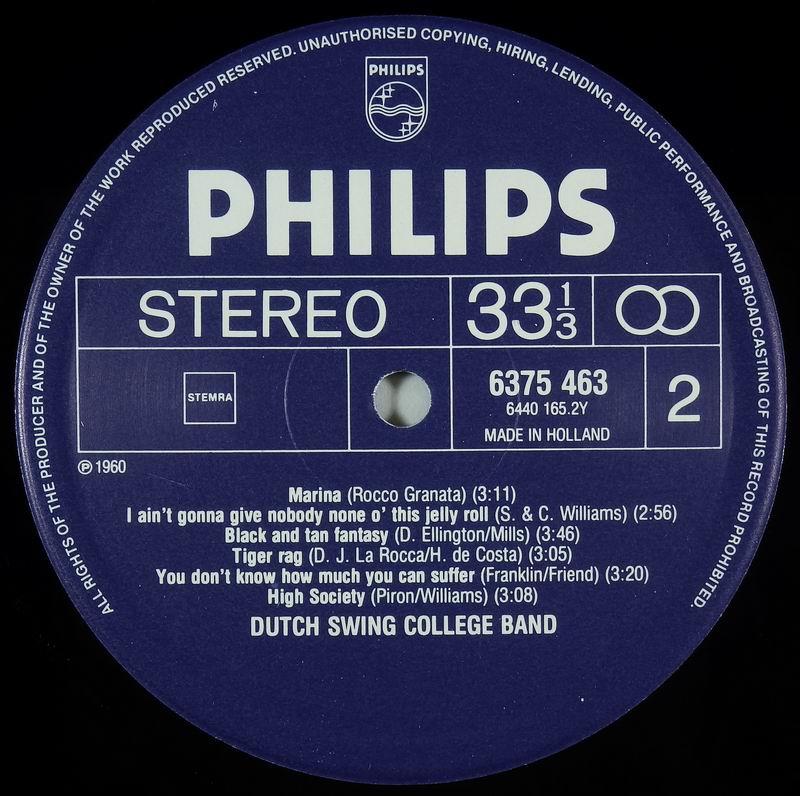 ALL RIGHTS OF THE PRODUCER AND OF THE OWNER OF THE WORK REPRODUCED RESERVED. UNAUTHORISED COPYING, HIRING, LENDING, PUBLIC PERFORMANCE AND BROADCASTING OF THIS RECORD PROHIBITED.
PHILIPS
PHILIPS
STEREO
33 1/3
STEMRA
6375 463
6440 165.2Y
MADE IN HOLLAND
2
℗ 1960
Marina (Rocco Granata) (3:11)
I ain't gonna give nobody none o' this jelly roll (S. & C. Williams) (2:56)
Black and tan fantasy (D. Ellington/Mills) (3:46)
Tiger rag (D. J. La Rocca/H. de Costa) (3:05)
You don't know how much you can suffer (Franklin/Friend) (3:20)
High Society (Piron/Williams) (3:08)
DUTCH SWING COLLEGE BAND